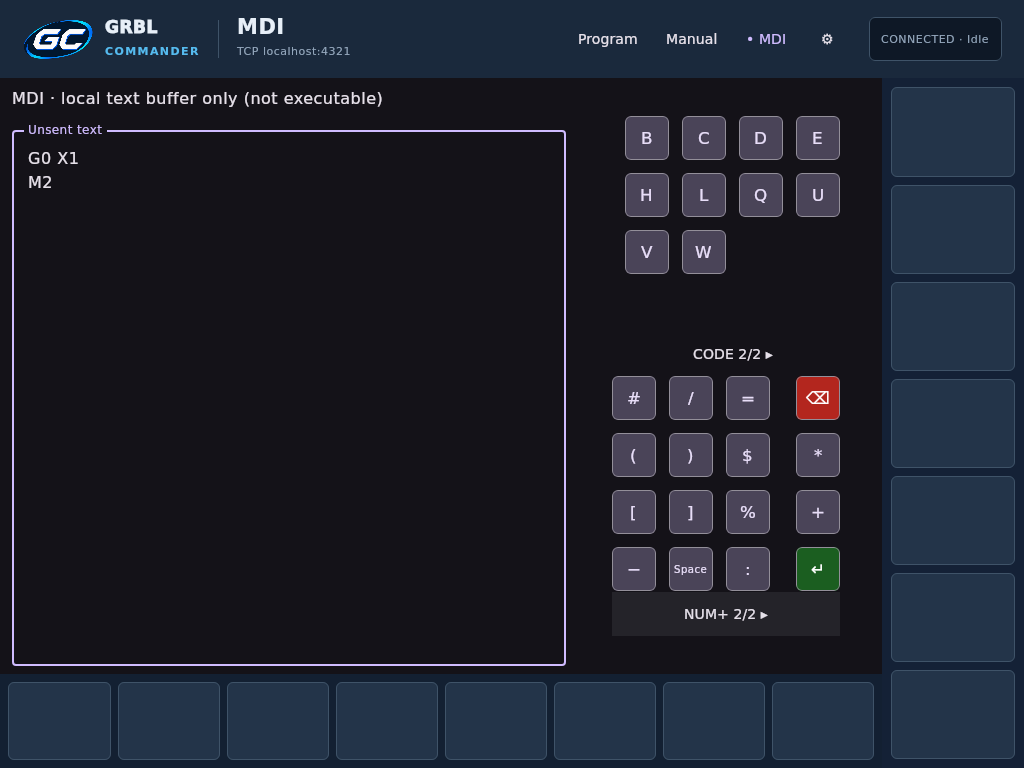 GC GRBL COMMANDER
MDI
TCP localhost:4321
Program Manual • MDI ⚙ CONNECTED · Idle
MDI · local text buffer only (not executable)
Unsent text
G0 X1
M2
B C D E
H L Q U
V W
CODE 2/2 ▸
# / = ⌫
( ) $ *
[ ] % +
− Space : ↵
NUM+ 2/2 ▸